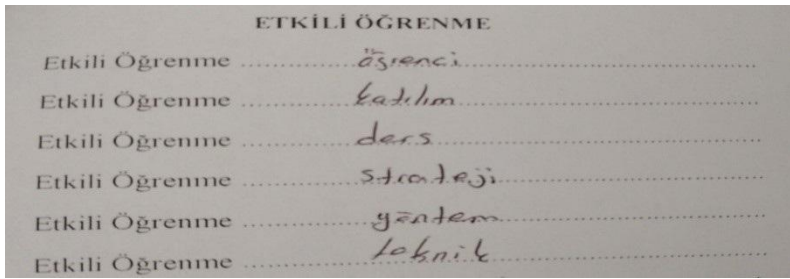 ETKİLİ ÖĞRENME
Etkili Öğrenme ..................öğrenci..................................................
Etkili Öğrenme ..................katılım..................................................
Etkili Öğrenme ..................ders..................................................
Etkili Öğrenme ..................strateji..................................................
Etkili Öğrenme ..................yöntem..................................................
Etkili Öğrenme ..................teknik..................................................